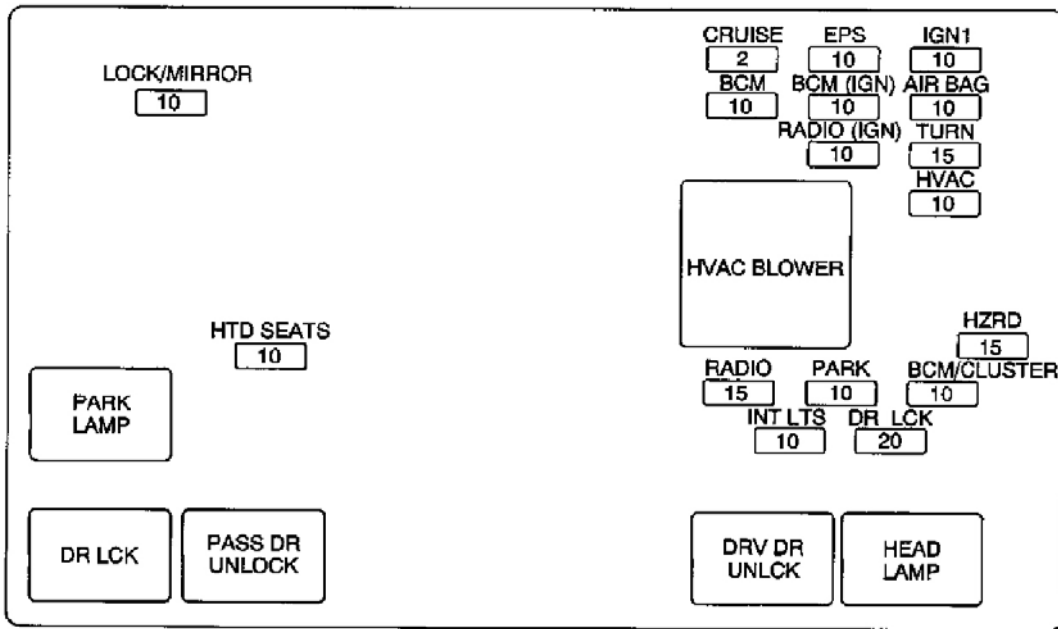 CRUISE EPS IGN1
2 10 10
LOCK/MIRROR
10
BCM BCM (IGN) AIR BAG
10 10 10
RADIO (IGN) TURN
10 15
HVAC
10
HVAC BLOWER
HTD SEATS
10
HZRD
15
PARK
LAMP
RADIO PARK BCM/CLUSTER
15 10 10
INT LTS DR LCK
10 20
DR LCK
PASS DR
UNLOCK
DRV DR
UNLCK
HEAD
LAMP